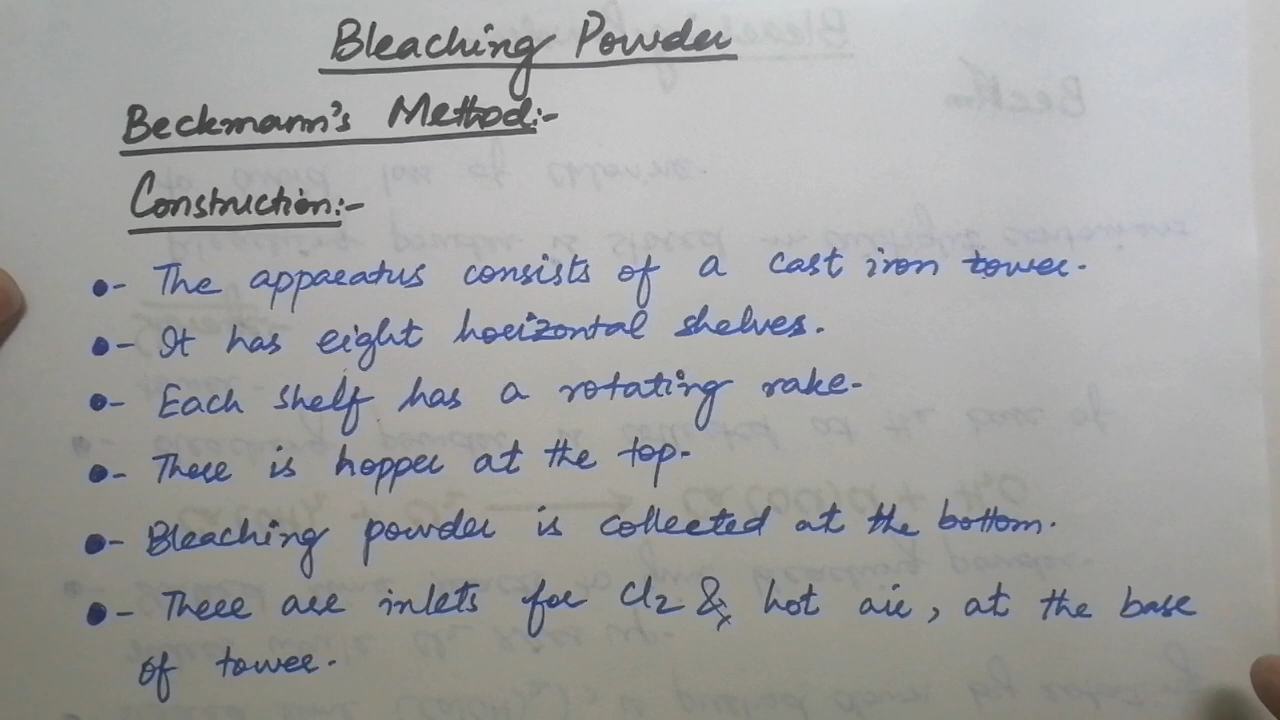 Bleaching Powder
Beckmann's Method:-
Construction:-
•- The apparatus consists of a cast iron tower.
•- It has eight horizontal shelves.
•- Each shelf has a rotating rake.
•- There is hopper at the top.
•- Bleaching powder is collected at the bottom.
•- There are inlets for Cl2 & hot air, at the base
of tower.